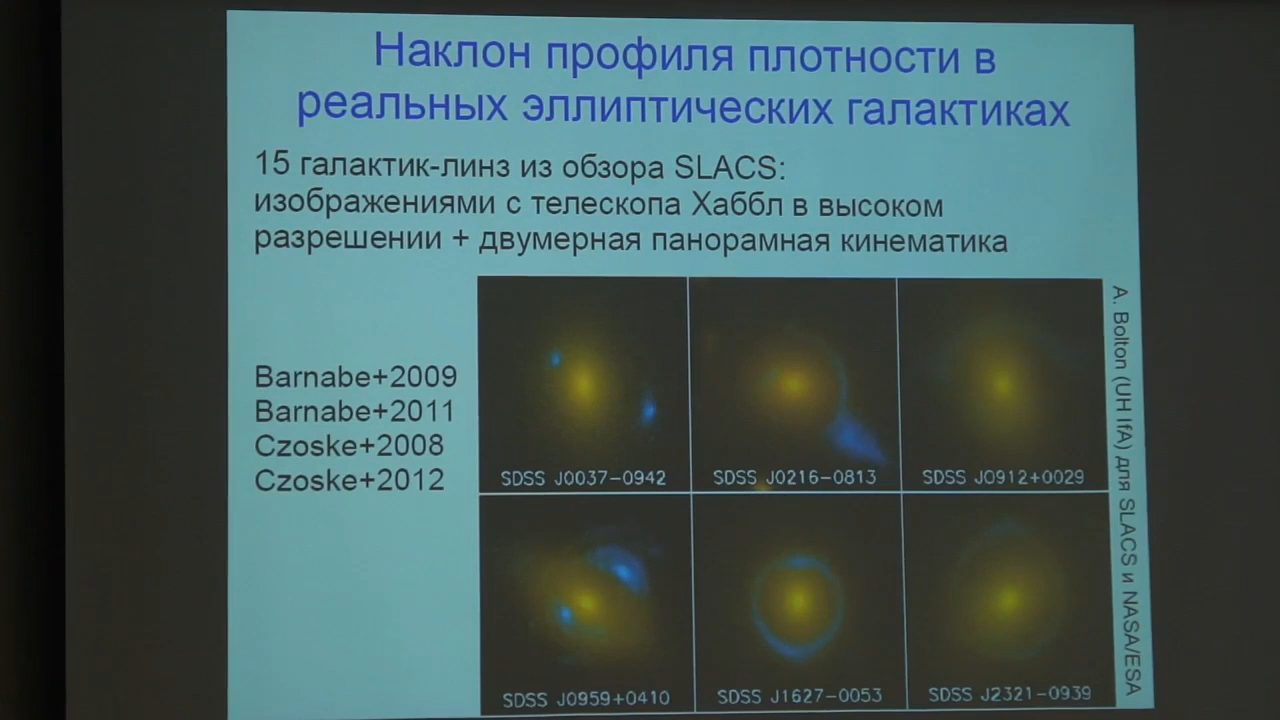 Наклон профиля плотности в
реальных эллиптических галактиках
15 галактик-линз из обзора SLACS:
изображениями с телескопа Хаббл в высоком
разрешении + двумерная панорамная кинематика
Barnabe+2009
Barnabe+2011
Czoske+2008
Czoske+2012
SDSS J0037-0942
SDSS J0216-0813
SDSS J0912+0029
SDSS J0959+0410
SDSS J1627-0053
SDSS J2321-0939
A. Bolton (UH IfA) для SLACS и NASA/ESA